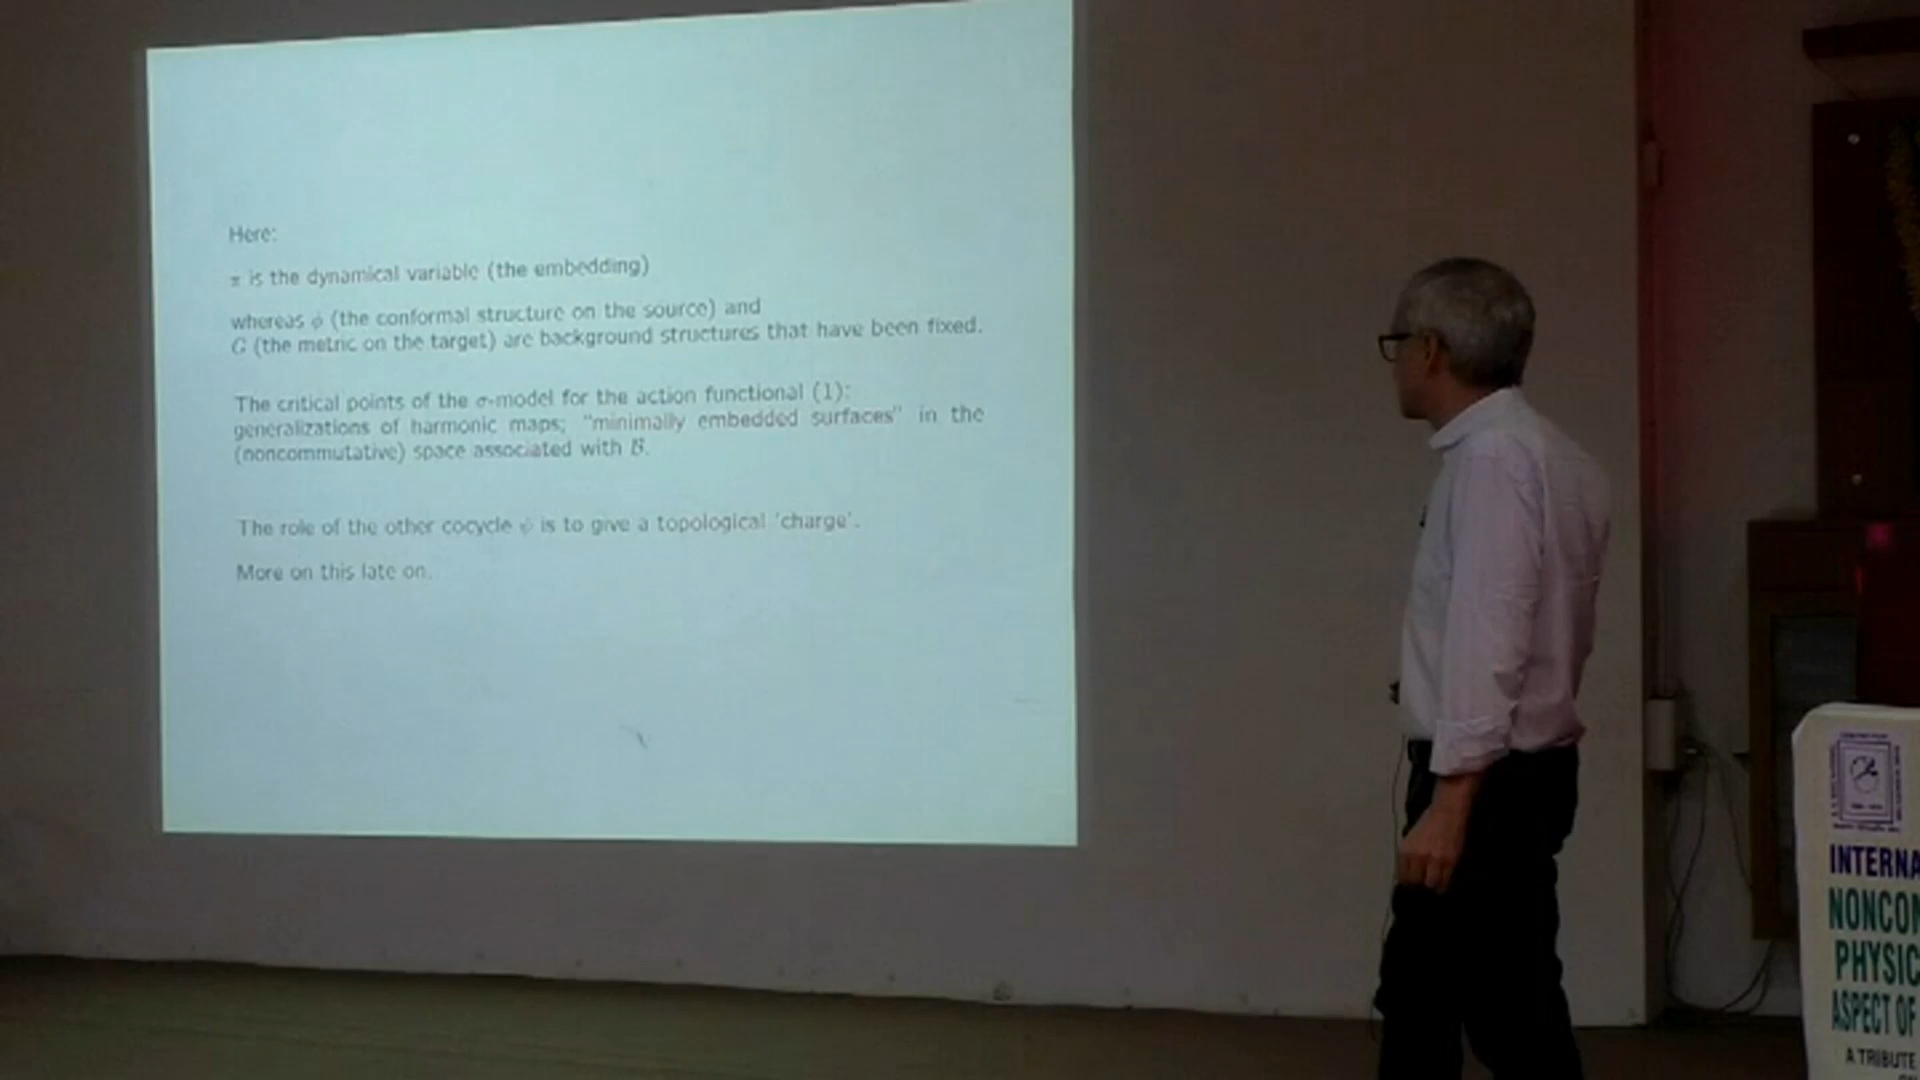 Here:
π is the dynamical variable (the embedding)
whereas ϕ (the conformal structure on the source) and
G (the metric on the target) are background structures that have been fixed.
The critical points of the σ-model for the action functional (1):
generalizations of harmonic maps; "minimally embedded surfaces" in the
(noncommutative) space associated with B.
The role of the other cocycle ψ is to give a topological 'charge'.
More on this late on.
INTERNA
NONCOM
PHYSIC
ASPECT OF
A TRIBUTE